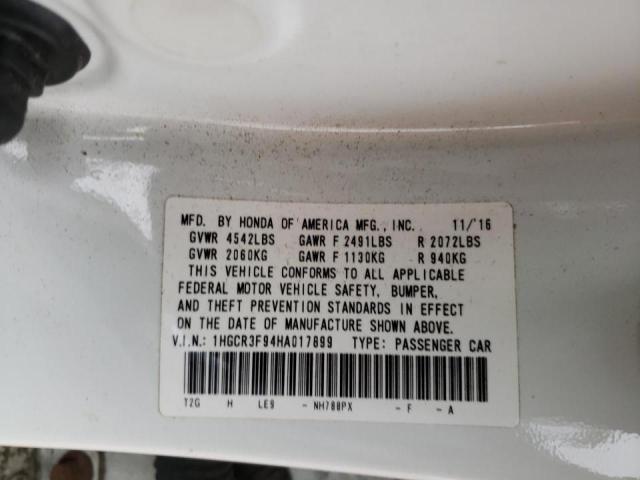 MFD. BY HONDA OF AMERICA MFG., INC. 11/'16
GVWR 4542LBS GAWR F 2491LBS R 2072LBS
GVWR 2060KG GAWR F 1130KG R 940KG
THIS VEHICLE CONFORMS TO ALL APPLICABLE
FEDERAL MOTOR VEHICLE SAFETY, BUMPER,
AND THEFT PREVENTION STANDARDS IN EFFECT
ON THE DATE OF MANUFACTURE SHOWN ABOVE.
V.I.N.: 1HGCR3F94HA017899 TYPE: PASSENGER CAR
T2G H LE9 - NH788PX - F - A